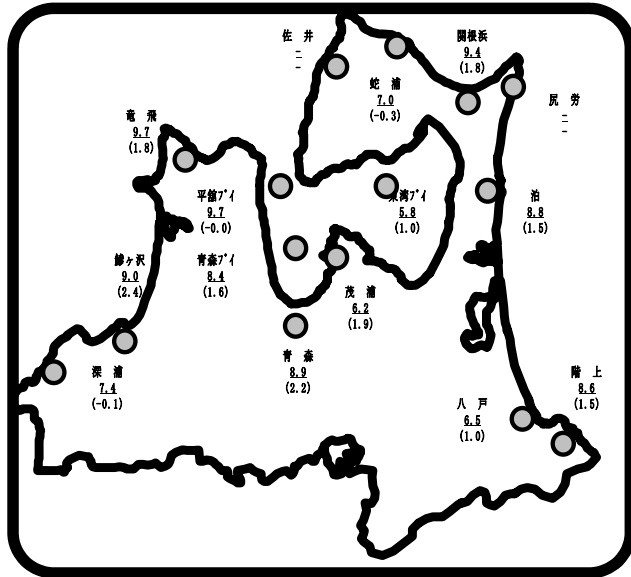 佐 井
-
-
関根浜
9.4
(1.8)
蛇 浦
7.0
(-0.3)
尻 労
-
-
竜 飛
9.7
(1.8)
平舘ブイ
9.7
(-0.0)
東湾ブイ
5.8
(1.0)
泊
8.8
(1.5)
鰺ヶ沢
9.0
(2.4)
青森ブイ
8.4
(1.6)
茂 浦
6.2
(1.9)
青 森
8.9
(2.2)
深 浦
7.4
(-0.1)
八 戸
6.5
(1.0)
階 上
8.6
(1.5)